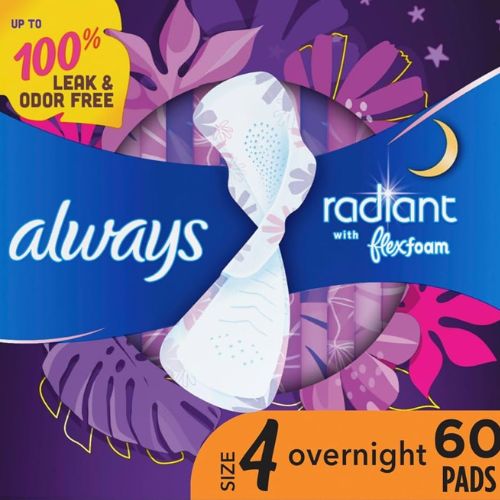 UP TO
100%
LEAK &
ODOR FREE
always
radiant
with flexfoam
SIZE 4 overnight 60
PADS